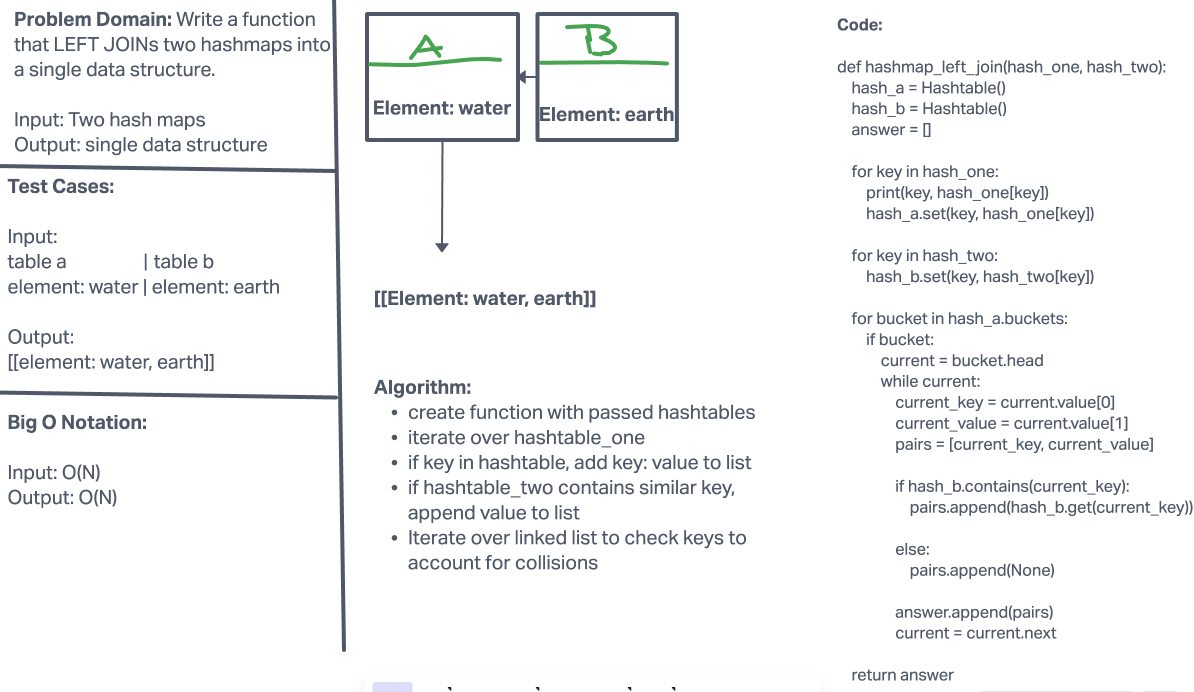 Problem Domain: Write a function
that LEFT JOINs two hashmaps into
a single data structure.
Input: Two hash maps
Output: single data structure
Test Cases:
Input:
table a | table b
element: water | element: earth
Output:
[[element: water, earth]]
Big O Notation:
Input: O(N)
Output: O(N)
A
Element: water
B
Element: earth
[[Element: water, earth]]
Algorithm:
• create function with passed hashtables
• iterate over hashtable_one
• if key in hashtable, add key: value to list
• if hashtable_two contains similar key,
append value to list
• Iterate over linked list to check keys to
account for collisions
Code:
def hashmap_left_join(hash_one, hash_two):
hash_a = Hashtable()
hash_b = Hashtable()
answer = []
for key in hash_one:
print(key, hash_one[key])
hash_a.set(key, hash_one[key])
for key in hash_two:
hash_b.set(key, hash_two[key])
for bucket in hash_a.buckets:
if bucket:
current = bucket.head
while current:
current_key = current.value[0]
current_value = current.value[1]
pairs = [current_key, current_value]
if hash_b.contains(current_key):
pairs.append(hash_b.get(current_key))
else:
pairs.append(None)
answer.append(pairs)
current = current.next
return answer